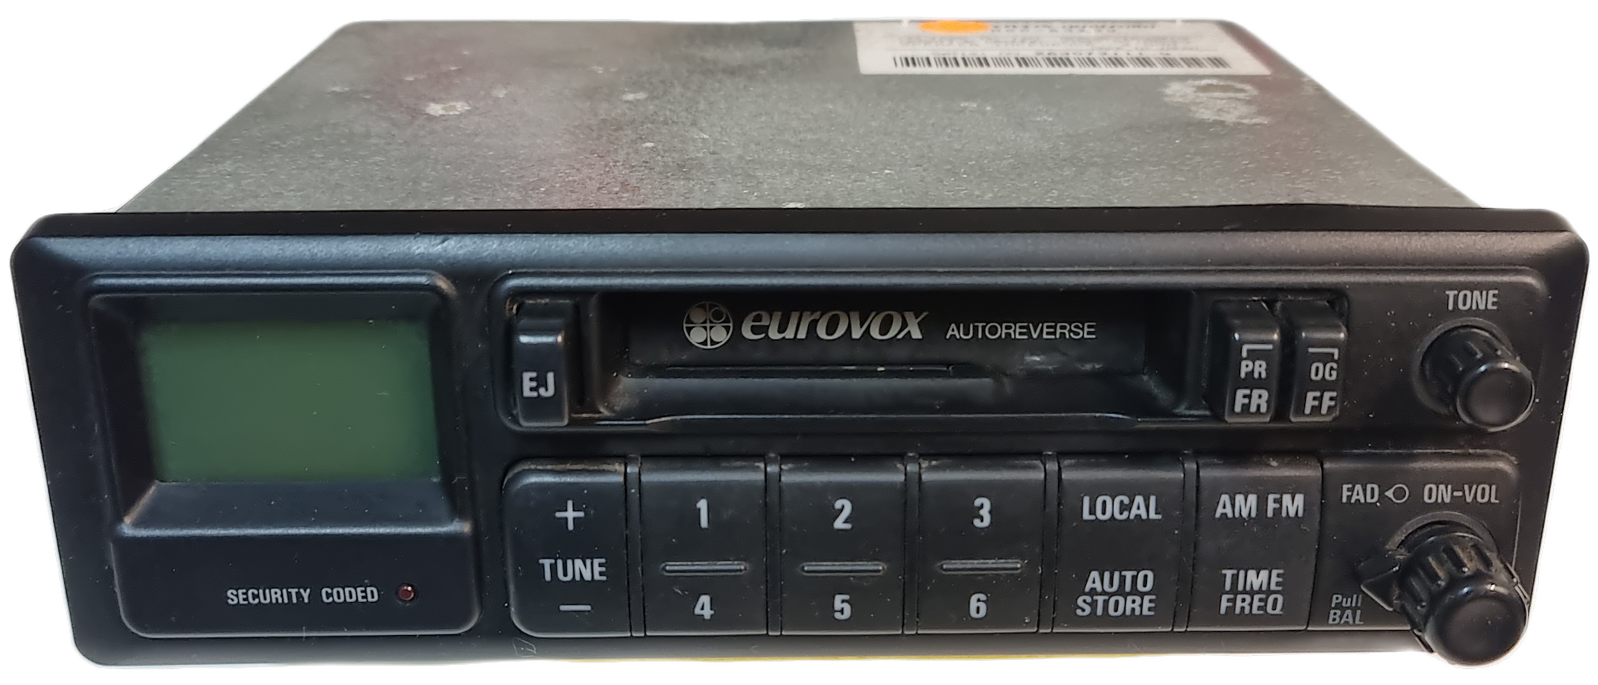 eurovox AUTOREVERSE
TONE
EJ
PR
FR
OG
FF
SECURITY CODED
+
TUNE
−
1
4
2
5
3
6
LOCAL
AUTO
STORE
AM FM
TIME
FREQ
FAD ON-VOL
Pull
BAL